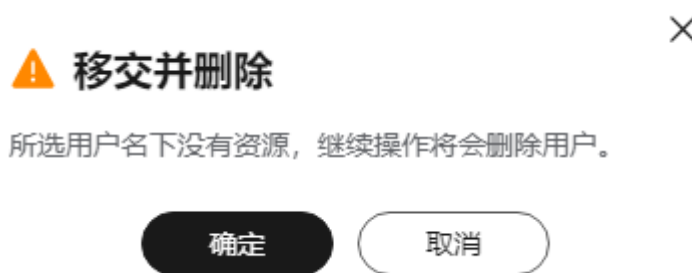 移交并删除
所选用户名下没有资源，继续操作将会删除用户。
确定
取消